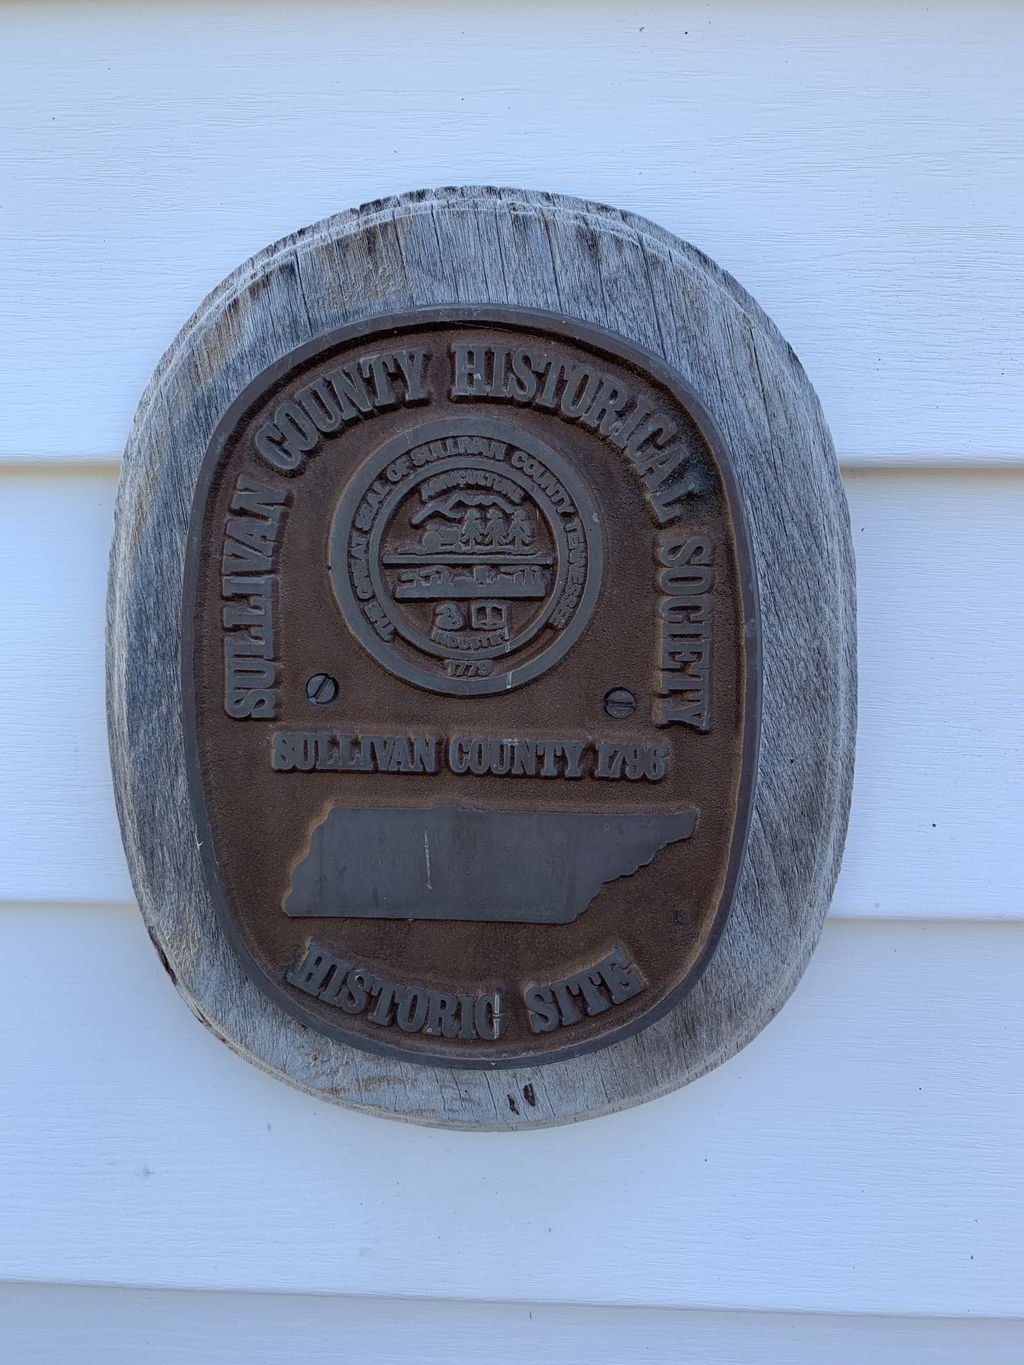 SULLIVAN COUNTY HISTORICAL SOCIETY
THE GREAT SEAL OF SULLIVAN COUNTY TENNESSEE
AGRICULTURE
INDUSTRY
1779
SULLIVAN COUNTY 1796
HISTORIC SITE